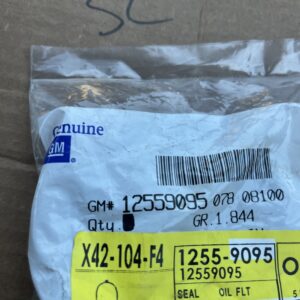 SC
Genuine
GM
GM# 12559095 078 08100
Qty.
GR.1.844
X42-104-F4
1255-9095
12559095
SEAL OIL FLT